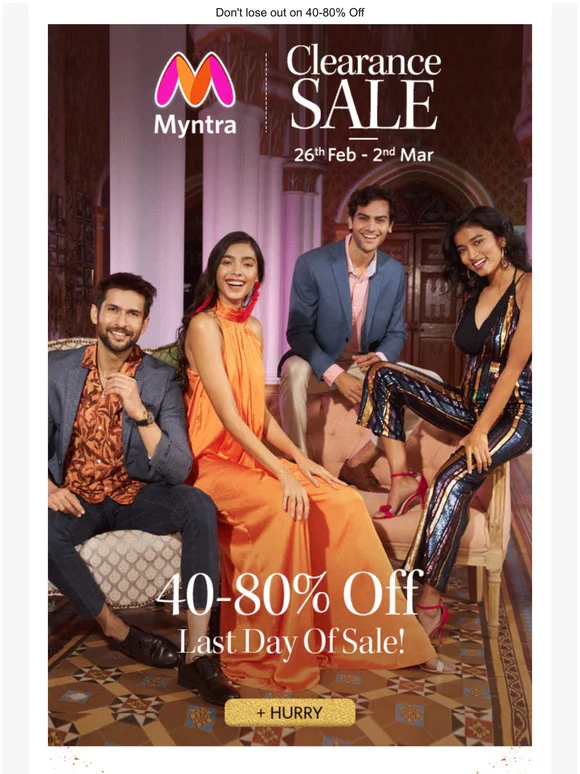 Don't lose out on 40-80% Off
Myntra
Clearance
SALE
26th Feb - 2nd Mar
40-80% Off
Last Day Of Sale!
+ HURRY